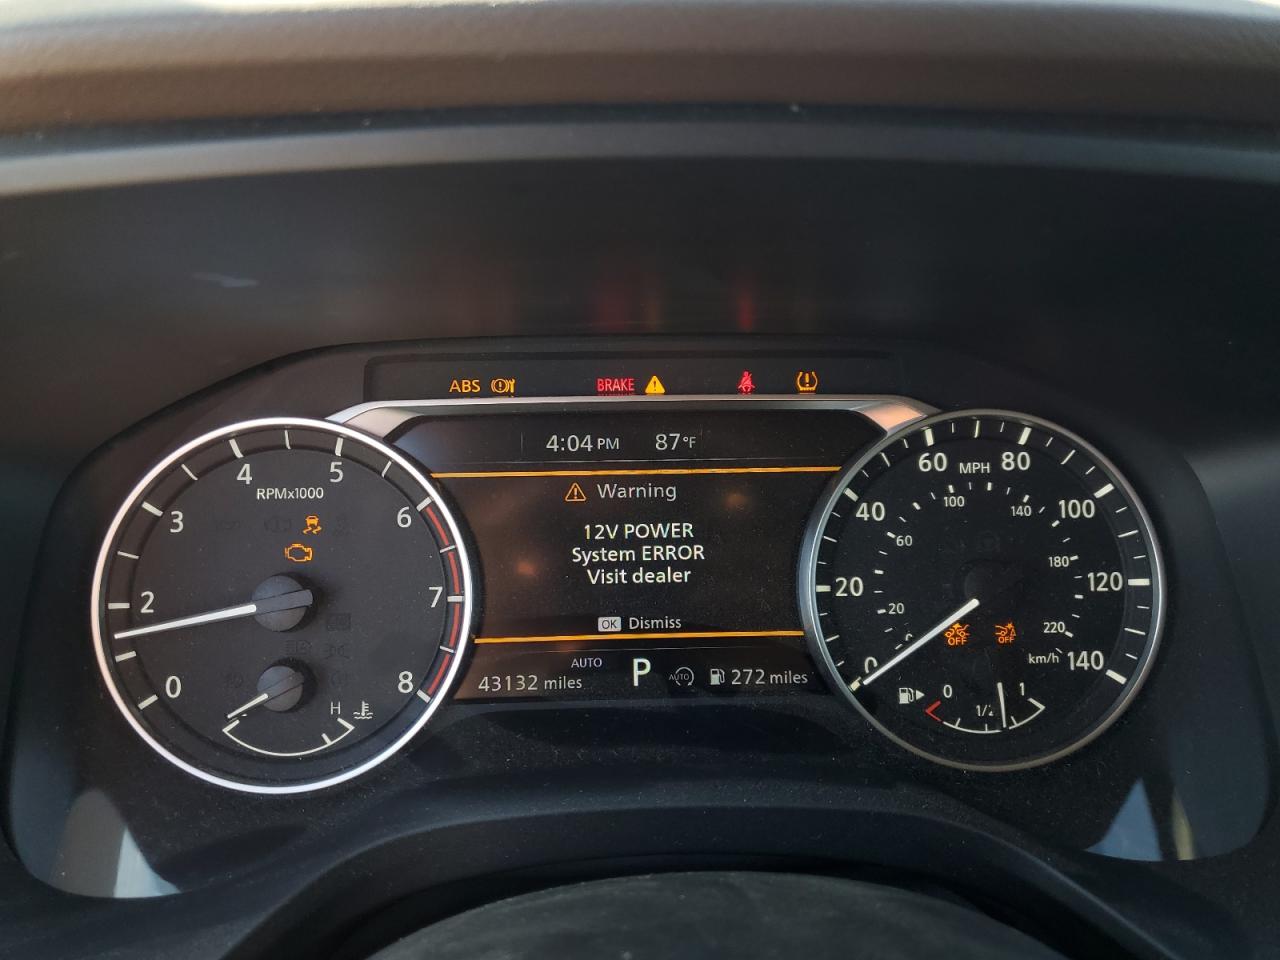 ABS BRAKE
4:04 PM 87°F
Warning
12V POWER
System ERROR
Visit dealer
OK Dismiss
AUTO
43132 miles P AUTO 272 miles
RPMx1000
0
2
3
4
5
6
7
8
H
MPH
0
20
40
60
80
100
120
140
km/h
0
20
60
100
140
180
220
OFF OFF
0 1/2 1